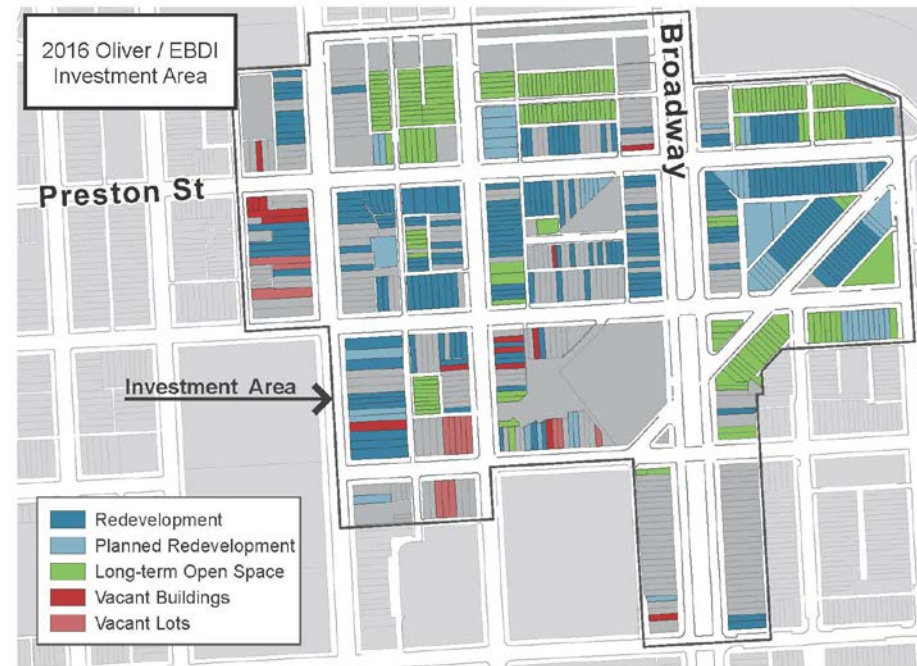 2016 Oliver / EBDI
Investment Area
Broadway
Preston St
Investment Area
Redevelopment
Planned Redevelopment
Long-term Open Space
Vacant Buildings
Vacant Lots